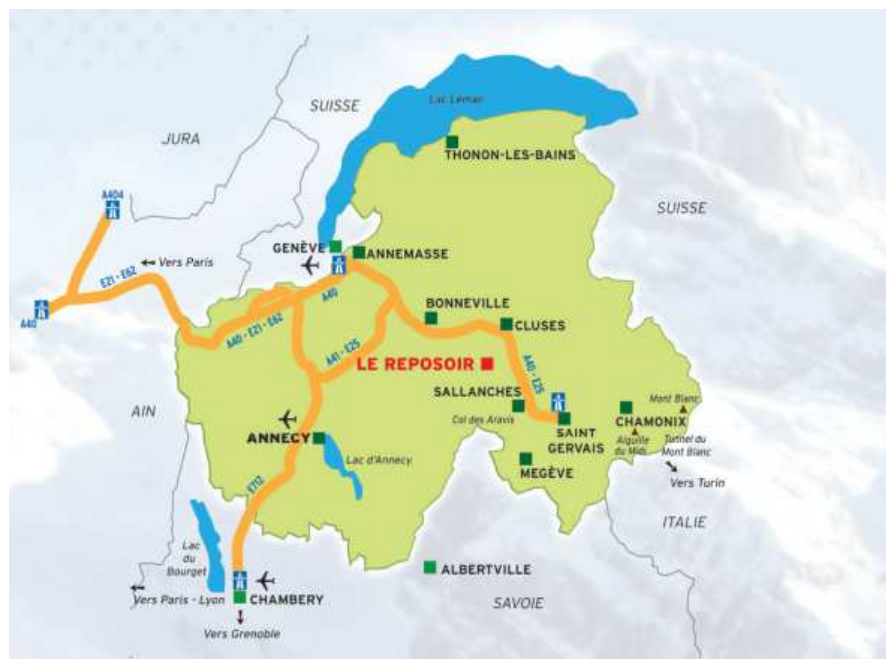 Lac Léman
SUISSE
JURA
THONON-LES-BAINS
A404
SUISSE
GENÈVE
ANNEMASSE
Vers Paris
E21 - E62
A40
A40
BONNEVILLE
CLUSES
A40 - E21 - E62
A41 - E25
LE REPOSOIR
A40 - E25
SALLANCHES
Mont Blanc
AIN
Col des Aravis
SAINT
GERVAIS
CHAMONIX
Aiguille
du Midi
Tunnel du
Mont Blanc
ANNECY
Lac d'Annecy
MEGÈVE
Vers Turin
E712
ITALIE
Lac
du
Bourget
ALBERTVILLE
Vers Paris - Lyon
CHAMBERY
SAVOIE
Vers Grenoble